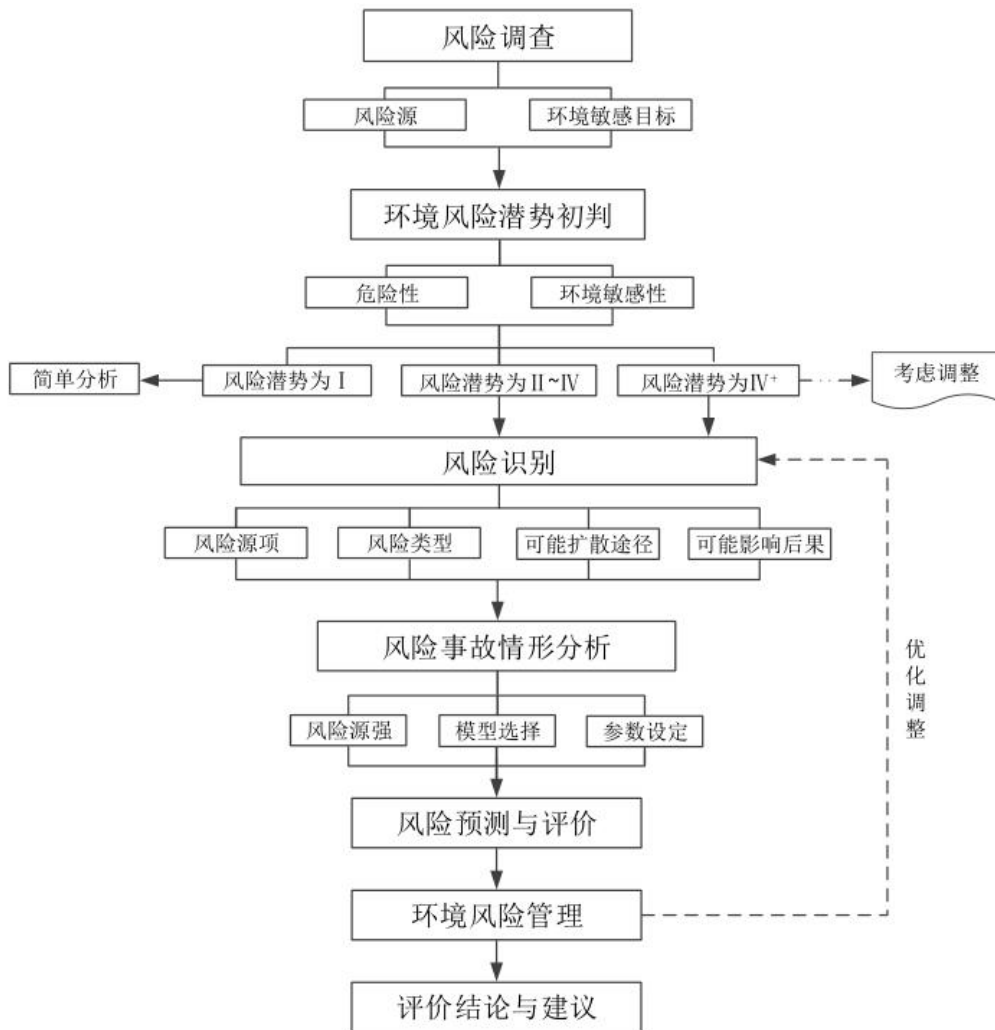 风险调查
风险源
环境敏感目标
环境风险潜势初判
危险性
环境敏感性
简单分析
风险潜势为Ⅰ
风险潜势为Ⅱ~Ⅳ
风险潜势为Ⅳ⁺
考虑调整
风险识别
风险源项
风险类型
可能扩散途径
可能影响后果
风险事故情形分析
优化调整
风险源强
模型选择
参数设定
风险预测与评价
环境风险管理
评价结论与建议